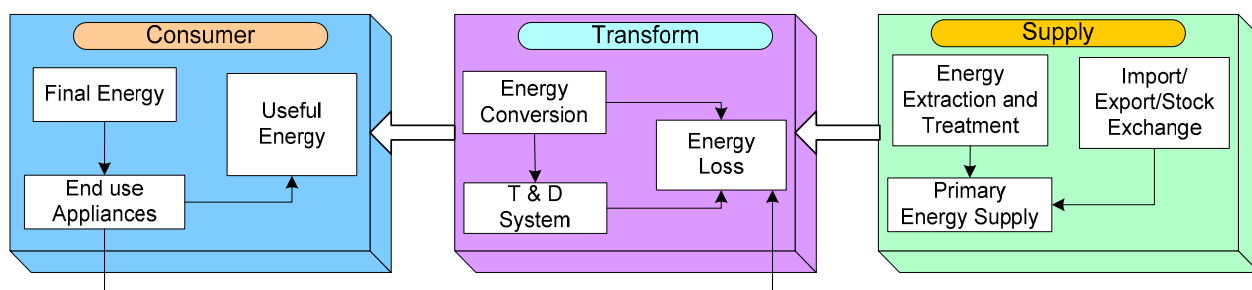 Consumer
Final Energy
Useful
Energy
End use
Appliances
Transform
Energy
Conversion
Energy
Loss
T & D
System
Supply
Energy
Extraction and
Treatment
Import/
Export/Stock
Exchange
Primary
Energy Supply